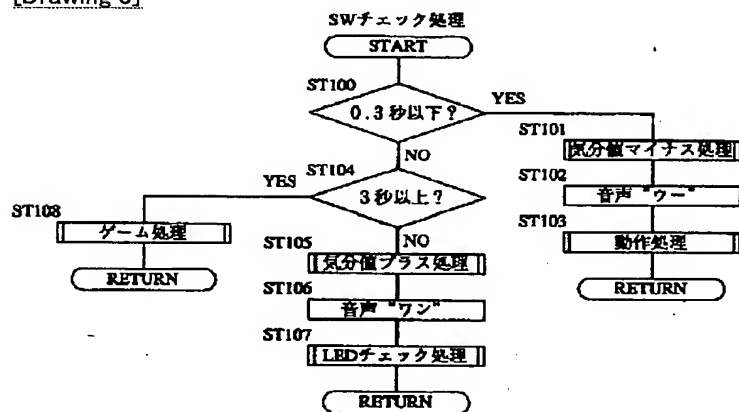 SWチェック処理
START
ST100
0.3秒以下?
YES
NO
ST101
気分値マイナス処理
ST102
音声 "ウー"
ST103
動作処理
RETURN
ST104
3秒以上?
YES
NO
ST108
ゲーム処理
RETURN
ST105
気分値プラス処理
ST106
音声 "ワン"
ST107
LEDチェック処理
RETURN